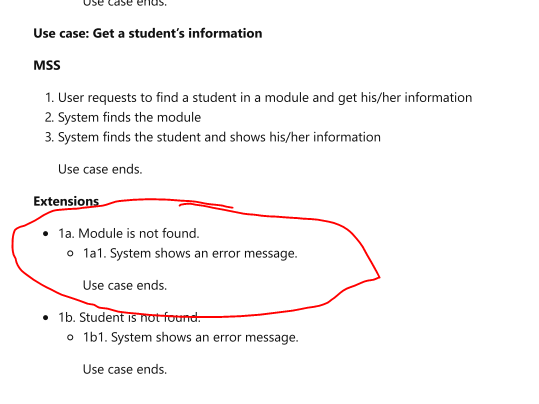 Use case ends.
Use case: Get a student's information
MSS
1. User requests to find a student in a module and get his/her information
2. System finds the module
3. System finds the student and shows his/her information
Use case ends.
Extensions
• 1a. Module is not found.
◦ 1a1. System shows an error message.
Use case ends.
• 1b. Student is not found.
◦ 1b1. System shows an error message.
Use case ends.